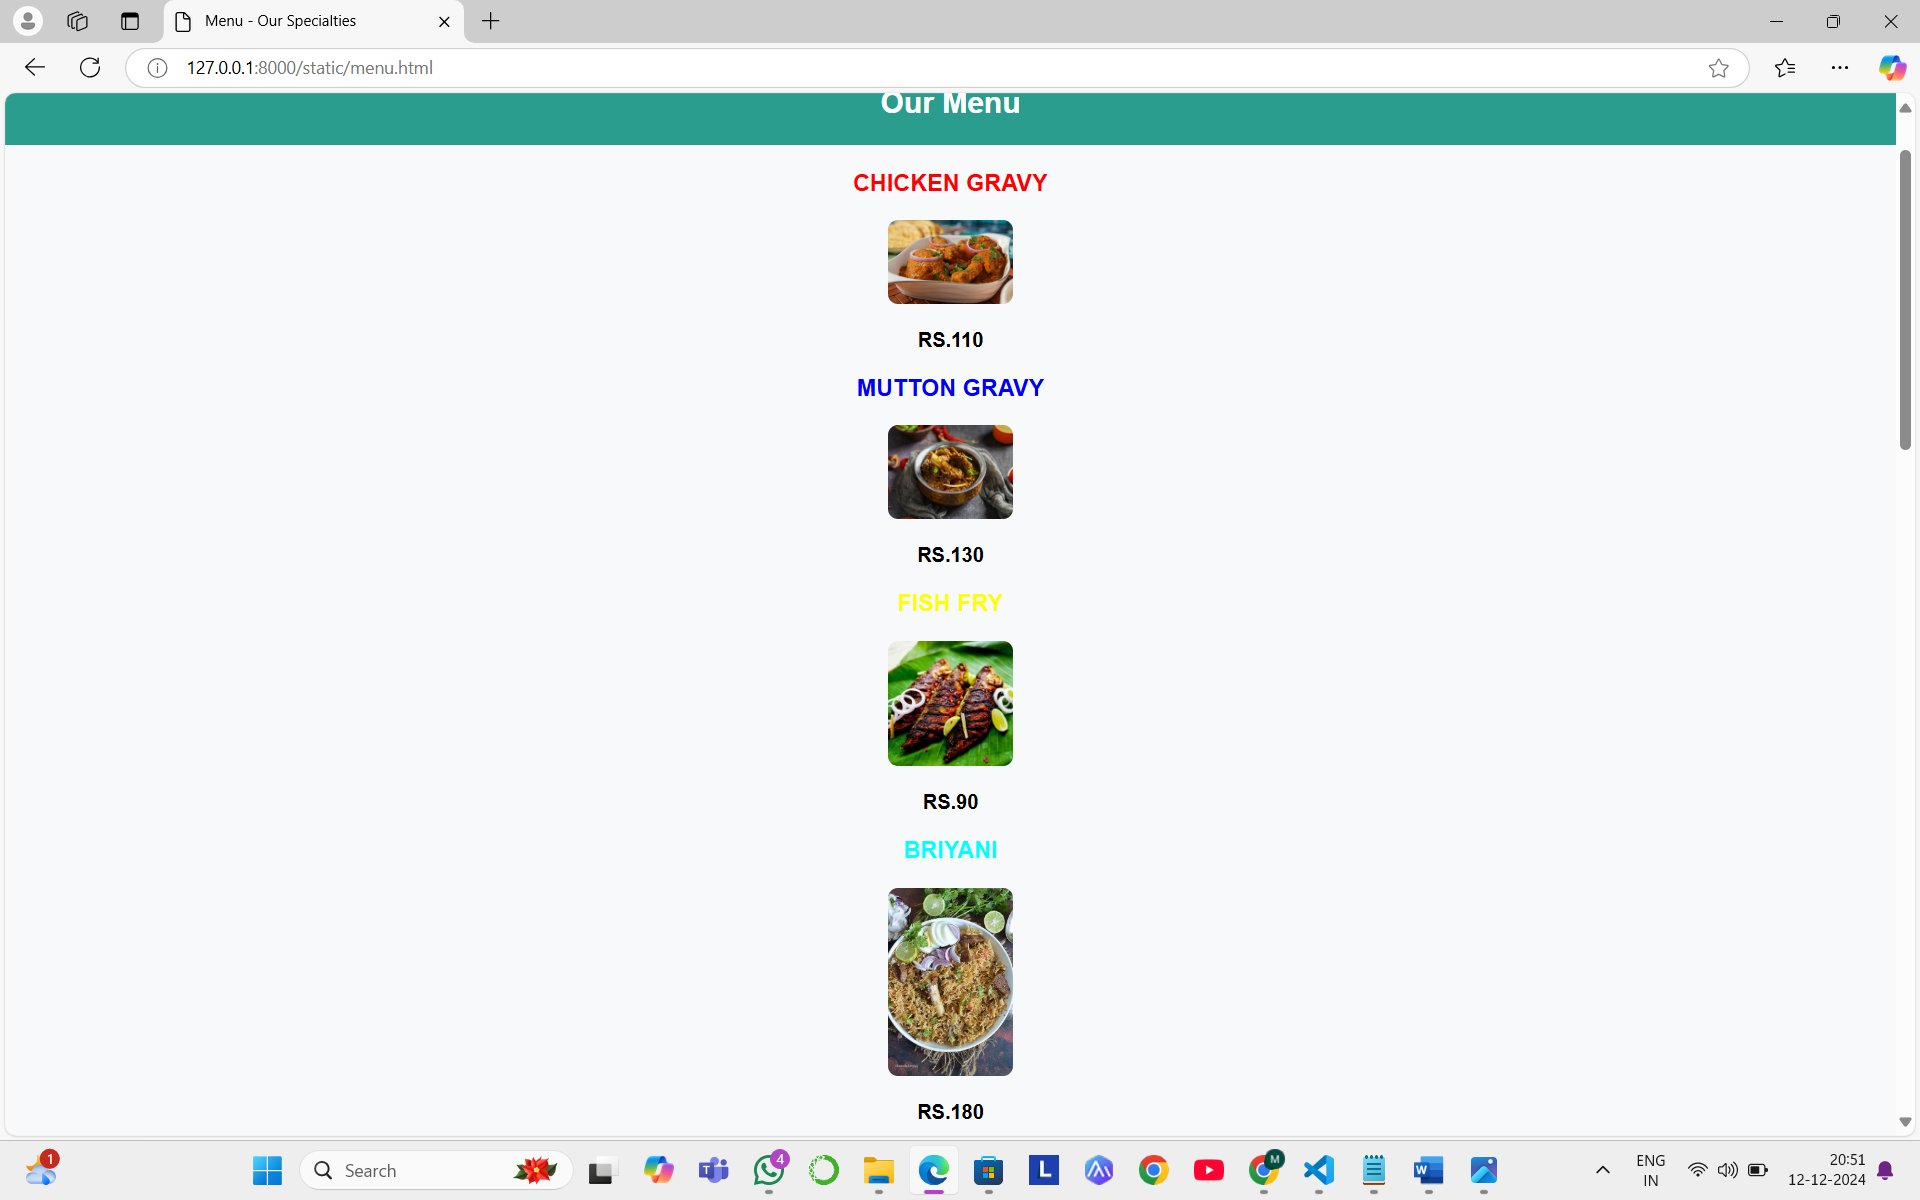 Menu - Our Specialties
127.0.0.1:8000/static/menu.html
Our Menu
CHICKEN GRAVY
RS.110
MUTTON GRAVY
RS.130
FISH FRY
RS.90
BRIYANI
RS.180
1
Search
4
L
M
W
ENG
IN
20:51
12-12-2024